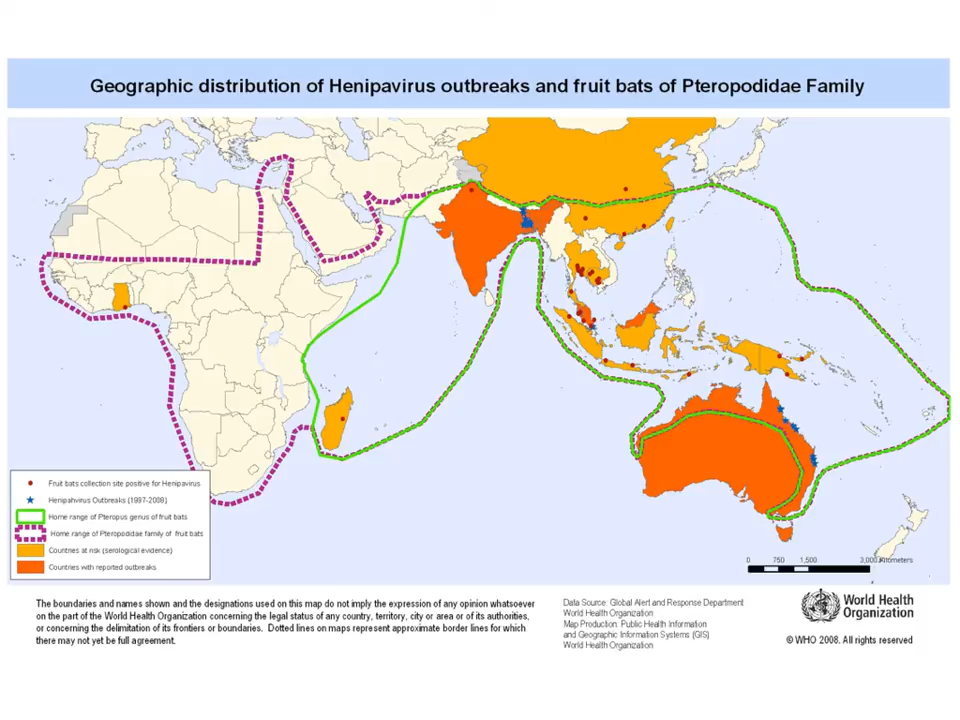 Geographic distribution of Henipavirus outbreaks and fruit bats of Pteropodidae Family
Fruit bats collection site positive for Henipavirus
Henipahvirus Outbreaks (1997-2008)
Home range of Pteropus genus of fruit bats
Home range of Pteropodidae family of fruit bats
Countries at risk (serological evidence)
Countries with reported outbreaks
0 750 1,500 3,000 Kilometers
The boundaries and names shown and the designations used on this map do not imply the expression of any opinion whatsoever
on the part of the World Health Organization concerning the legal status of any country, territory, city or area or of its authorities,
or concerning the delimitation of its frontiers or boundaries. Dotted lines on maps represent approximate border lines for which
there may not yet be full agreement.
Data Source: Global Alert and Response Department
World Health Organization
Map Production: Public Health Information
and Geographic Information Systems (GIS)
World Health Organization
World Health
Organization
© WHO 2008. All rights reserved